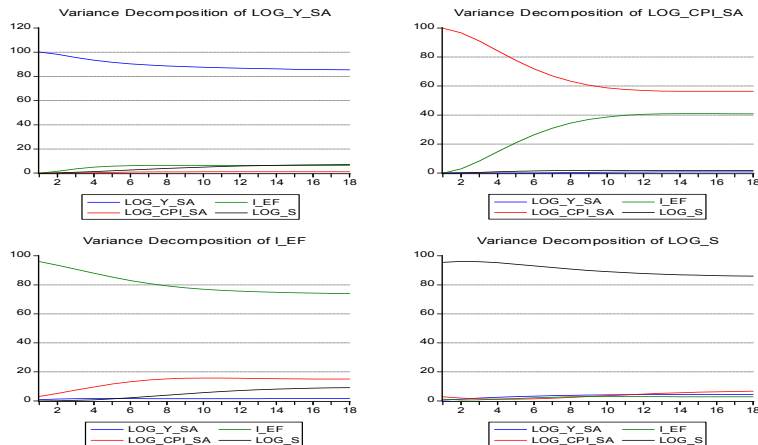 Variance Decomposition of LOG_Y_SA
120
100
80
60
40
20
0
2 4 6 8 10 12 14 16 18
LOG_Y_SA I_EF
LOG_CPI_SA LOG_S
Variance Decomposition of LOG_CPI_SA
100
80
60
40
20
0
2 4 6 8 10 12 14 16 18
LOG_Y_SA I_EF
LOG_CPI_SA LOG_S
Variance Decomposition of I_EF
100
80
60
40
20
0
2 4 6 8 10 12 14 16 18
LOG_Y_SA I_EF
LOG_CPI_SA LOG_S
Variance Decomposition of LOG_S
100
80
60
40
20
0
2 4 6 8 10 12 14 16 18
LOG_Y_SA I_EF
LOG_CPI_SA LOG_S